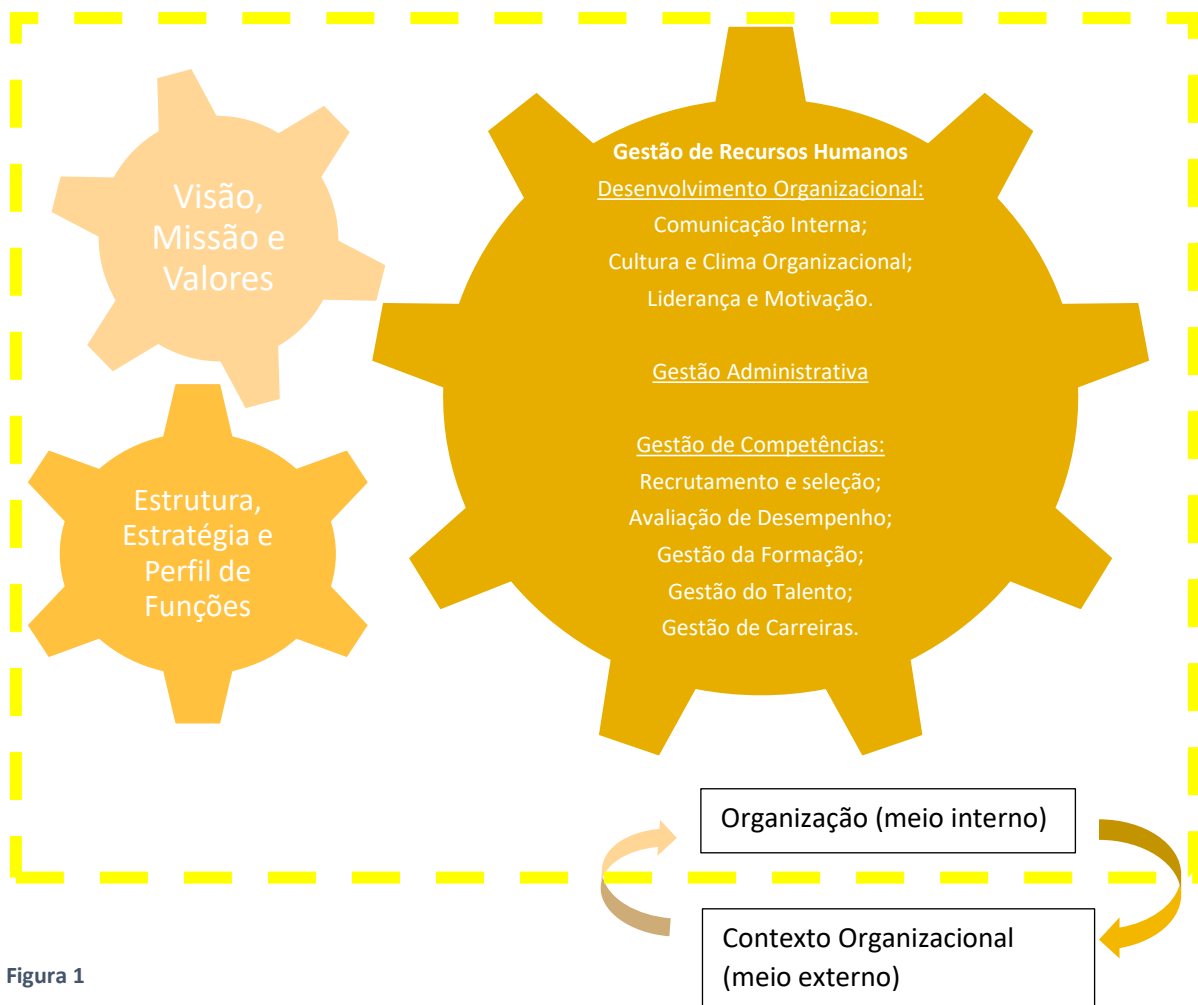 Visão,
Missão e
Valores
Estrutura,
Estratégia e
Perfil de
Funções
Gestão de Recursos Humanos
Desenvolvimento Organizacional:
Comunicação Interna;
Cultura e Clima Organizacional;
Liderança e Motivação.
Gestão Administrativa
Gestão de Competências:
Recrutamento e seleção;
Avaliação de Desempenho;
Gestão da Formação;
Gestão do Talento;
Gestão de Carreiras.
Organização (meio interno)
Contexto Organizacional
(meio externo)
Figura 1